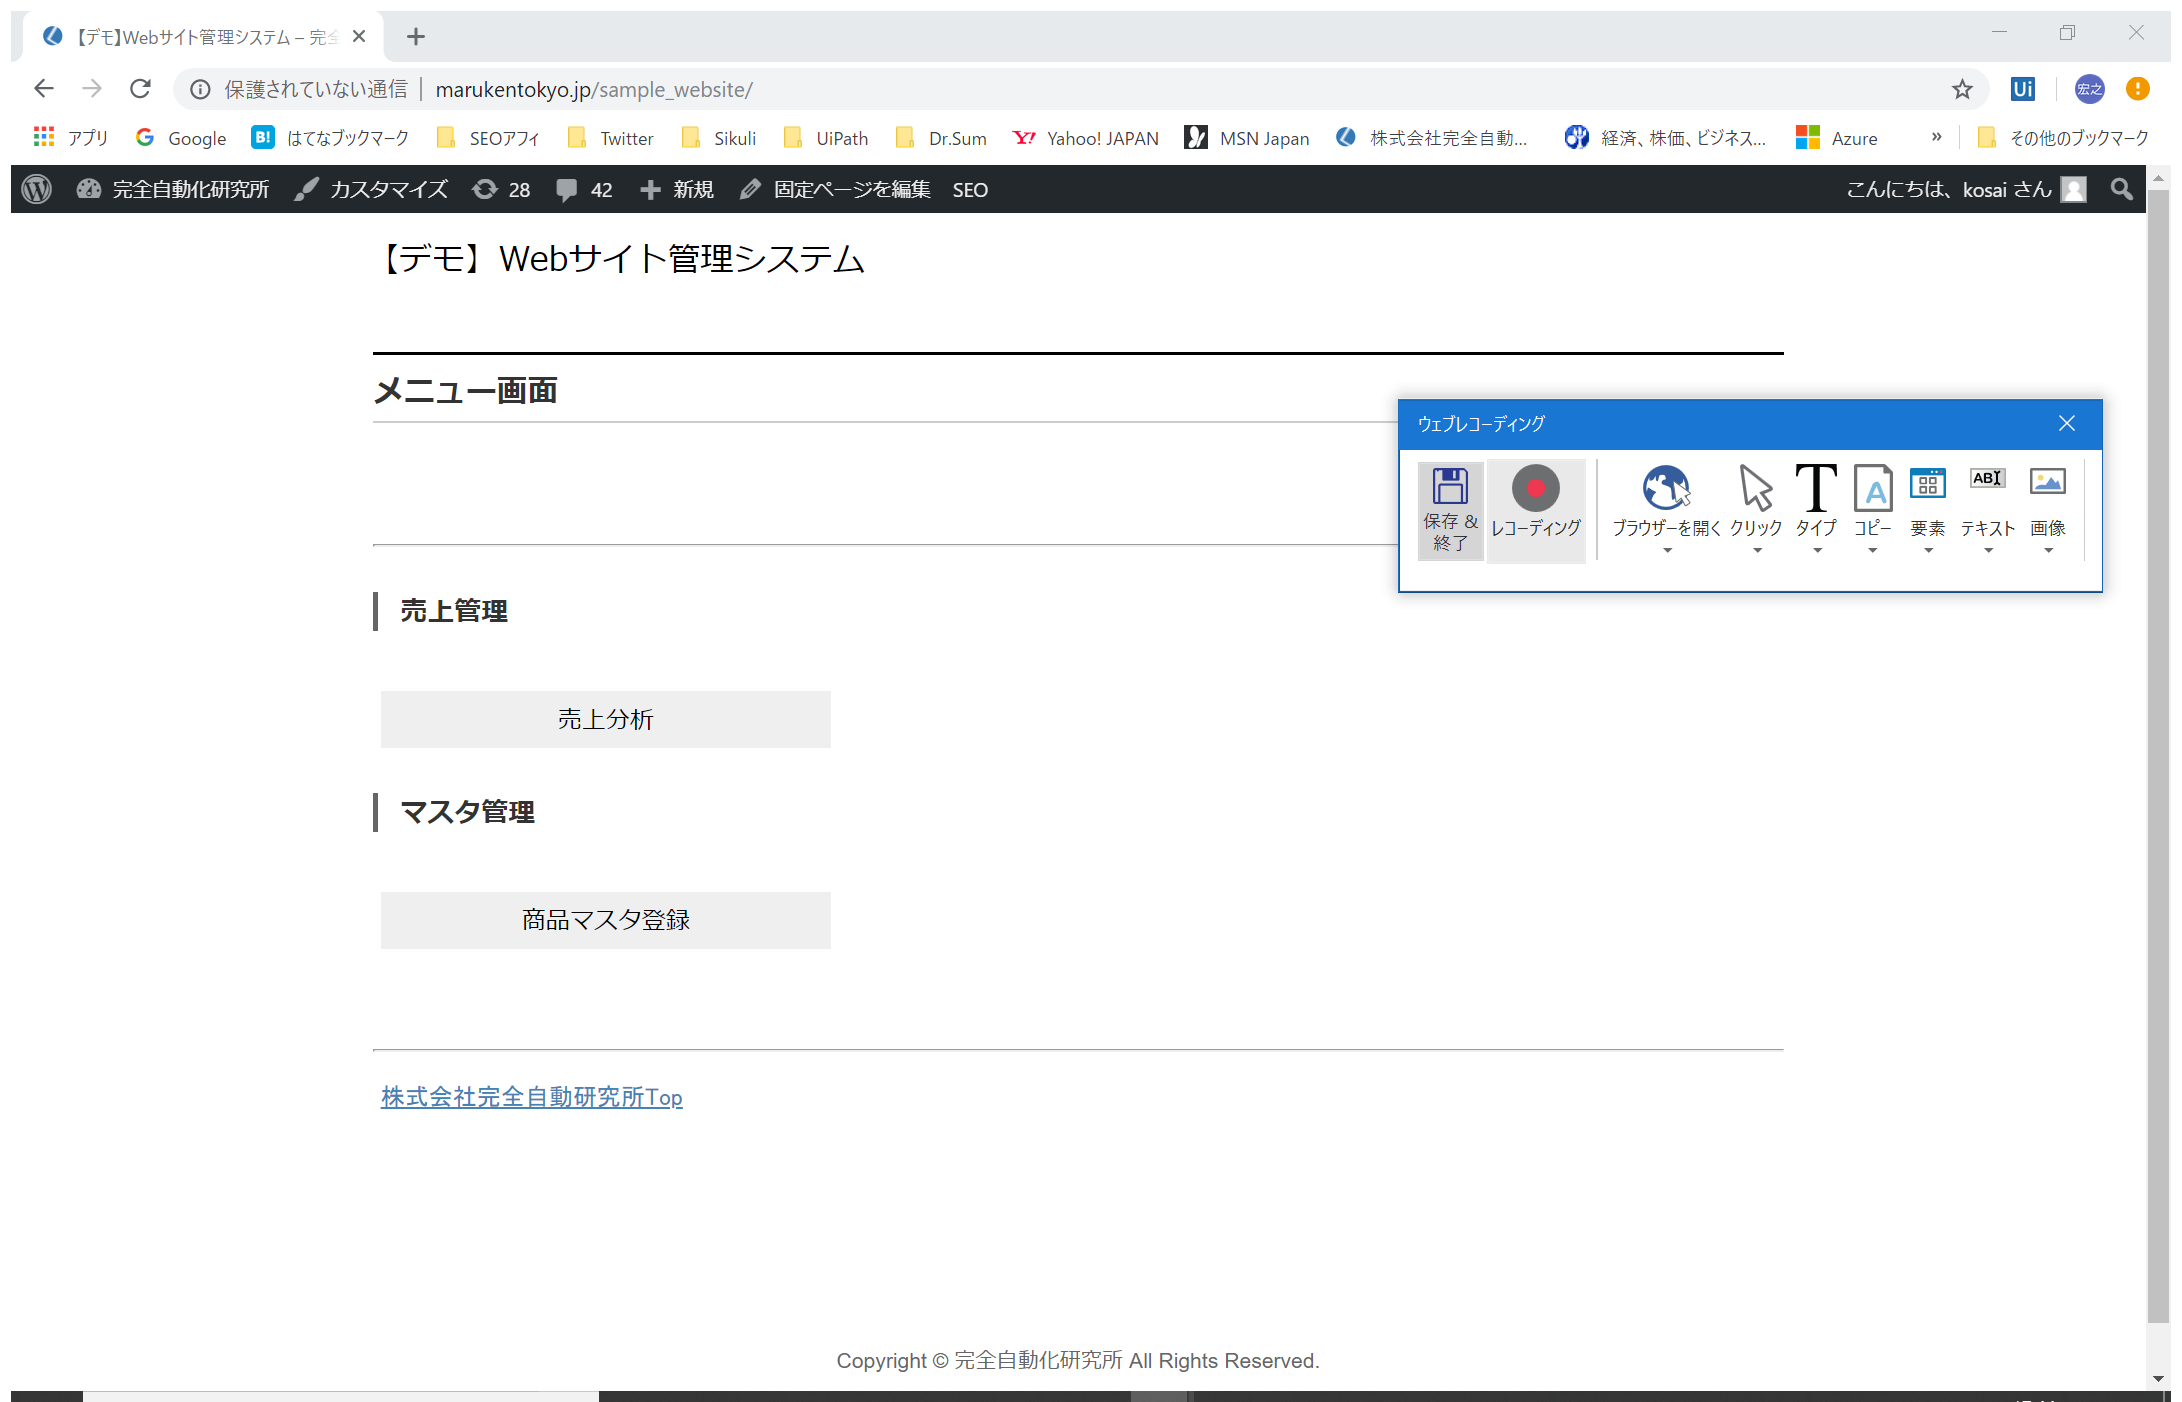 【デモ】Webサイト管理システム – 完全
保護されていない通信 | marukentokyo.jp/sample_website/
Ui
宏之
アプリ Google B! はてなブックマーク SEOアフィ Twitter Sikuli UiPath Dr.Sum Y! Yahoo! JAPAN MSN Japan 株式会社完全自動... 経済、株価、ビジネス... Azure » その他のブックマーク
完全自動化研究所 カスタマイズ 28 42 新規 固定ページを編集 SEO こんにちは、kosai さん
【デモ】Webサイト管理システム
メニュー画面
ウェブレコーディング
保存 &
終了
レコーディング
ブラウザーを開く
クリック
タイプ
コピー
要素
テキスト
画像
売上管理
売上分析
マスタ管理
商品マスタ登録
株式会社完全自動研究所Top
Copyright © 完全自動化研究所 All Rights Reserved.